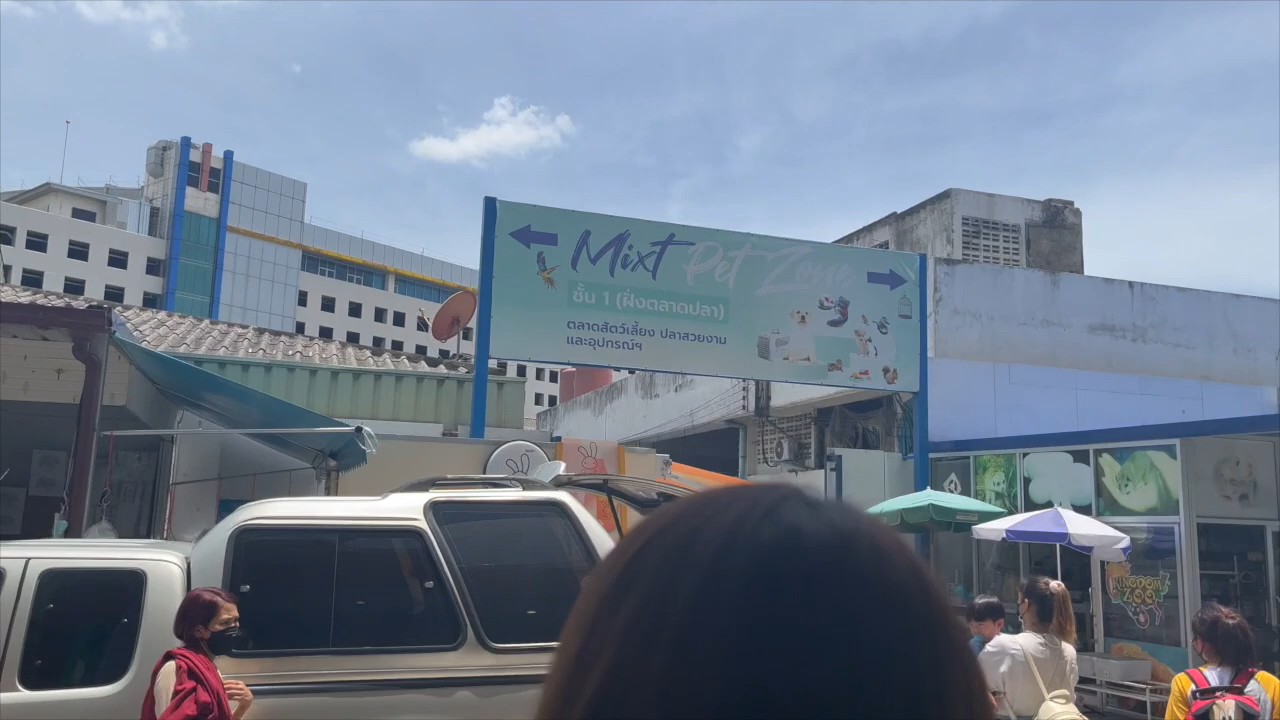 Mixt Pet Zone
ชั้น 1 (ฝั่งตลาดปลา)
ตลาดสัตว์เลี้ยง ปลาสวยงาม
และอุปกรณ์ฯ
KINGDOM
ZOO